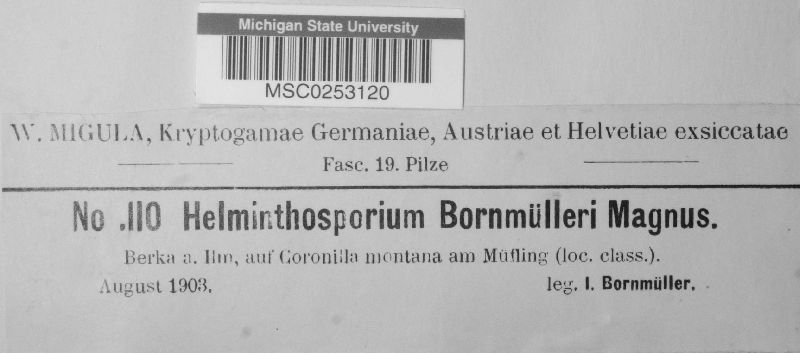 Michigan State University
MSC0253120
W. MIGULA, Kryptogamae Germaniae, Austriae et Helvetiae exsiccatae
Fasc. 19. Pilze
No .110 Helminthosporium Bornmülleri Magnus.
Berka a. Ilm, auf Coronilla montana am Müfling (loc. class.).
August 1903.
leg. I. Bornmüller.